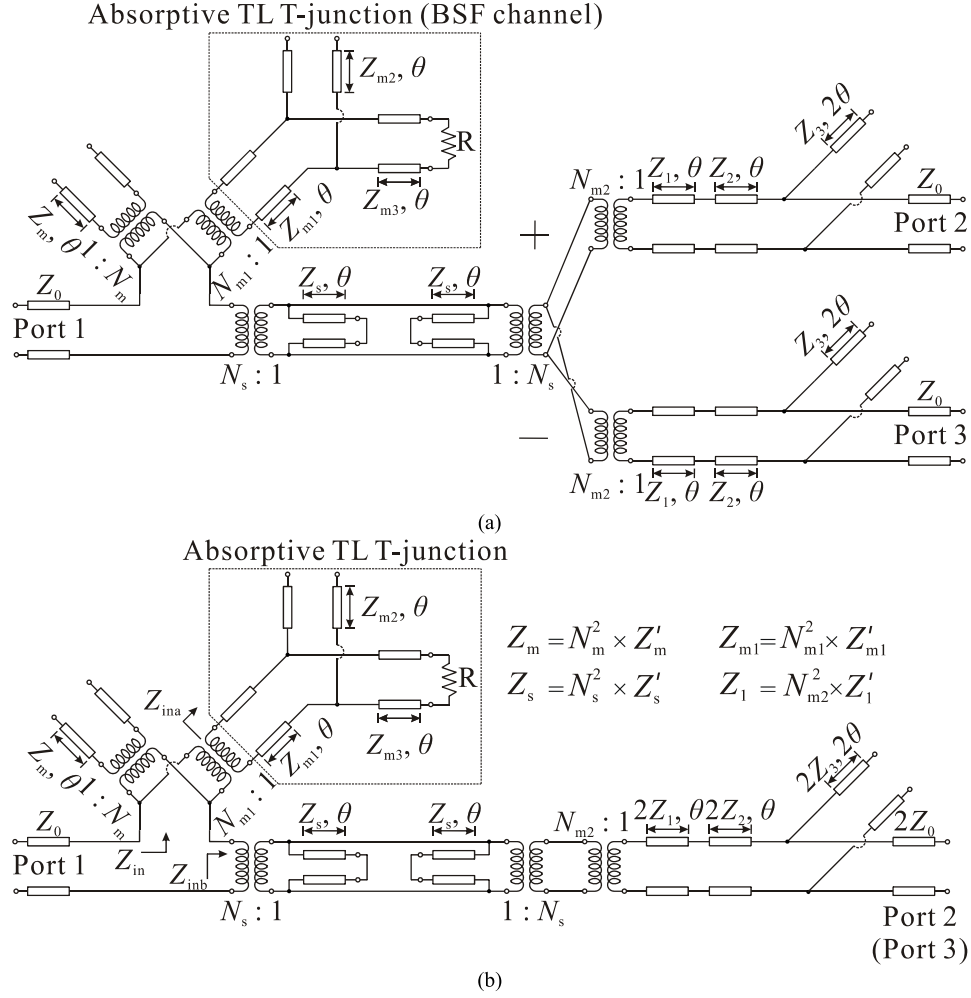 Absorptive TL T-junction (BSF channel)
Z_m2, θ
R
Z_m3, θ
Z_m1, θ
Z_m, θ
1 : N_m
N_m1 : 1
Z_0
Port 1
N_s : 1
Z_s, θ
Z_s, θ
1 : N_s
+
−
N_m2 : 1
Z_1, θ
Z_2, θ
Z_3, 2θ
Z_0
Port 2
Z_3, 2θ
Z_0
Port 3
N_m2 : 1
Z_1, θ
Z_2, θ
(a)
Absorptive TL T-junction
Z_m2, θ
R
Z_m3, θ
Z_m1, θ
Z_ina
Z_m, θ
1 : N_m
N_m1 : 1
Z_m = N_m^2 × Z'_m
Z_m1 = N_m1^2 × Z'_m1
Z_s = N_s^2 × Z'_s
Z_1 = N_m2^2 × Z'_1
Z_0
Port 1
Z_in
Z_inb
N_s : 1
Z_s, θ
Z_s, θ
1 : N_s
N_m2 : 1
2Z_1, θ
2Z_2, θ
2Z_3, 2θ
2Z_0
Port 2
(Port 3)
(b)